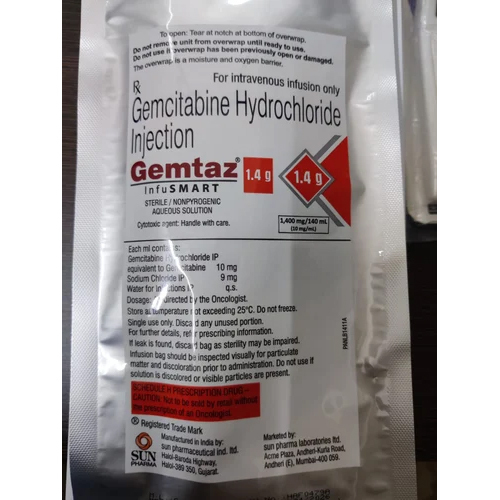 To open: Tear at notch at bottom of overwrap.
Do not remove unit from overwrap until ready to use.
Do not use if overwrap has been previously open or damaged.
The overwrap is a moisture and oxygen barrier.
Rx For intravenous infusion only
Gemcitabine Hydrochloride
Injection
Gemtaz® 1.4 g 1.4 g
InfuSMART
STERILE / NONPYROGENIC
AQUEOUS SOLUTION
1,400 mg/140 mL
(10 mg/mL)
Cytotoxic agent: Handle with care.
Each ml contains:
Gemcitabine Hydrochloride IP
equivalent to Gemcitabine 10 mg
Sodium Chloride IP 9 mg
Water for Injections IP q.s.
Dosage: As directed by the Oncologist.
Store at temperature not exceeding 25°C. Do not freeze.
Single use only. Discard any unused portion.
For further details, refer prescribing information.
If leak is found, discard bag as sterility may be impaired.
Infusion bag should be inspected visually for particulate
matter and discoloration prior to administration. Do not use if
solution is discolored or visible particles are present.
PAMLB1411A
SCHEDULE H PRESCRIPTION DRUG –
CAUTION, Not to be sold by retail without
the prescription of an Oncologist.
® Registered Trade Mark
SUN
PHARMA
Manufactured in India by:
sun pharmaceutical ind. ltd.
Halol-Baroda Highway,
Halol-389 350, Gujarat.
Marketed by:
sun pharma laboratories ltd.
Acme Plaza, Andheri-Kurla Road,
Andheri (E), Mumbai-400 059.